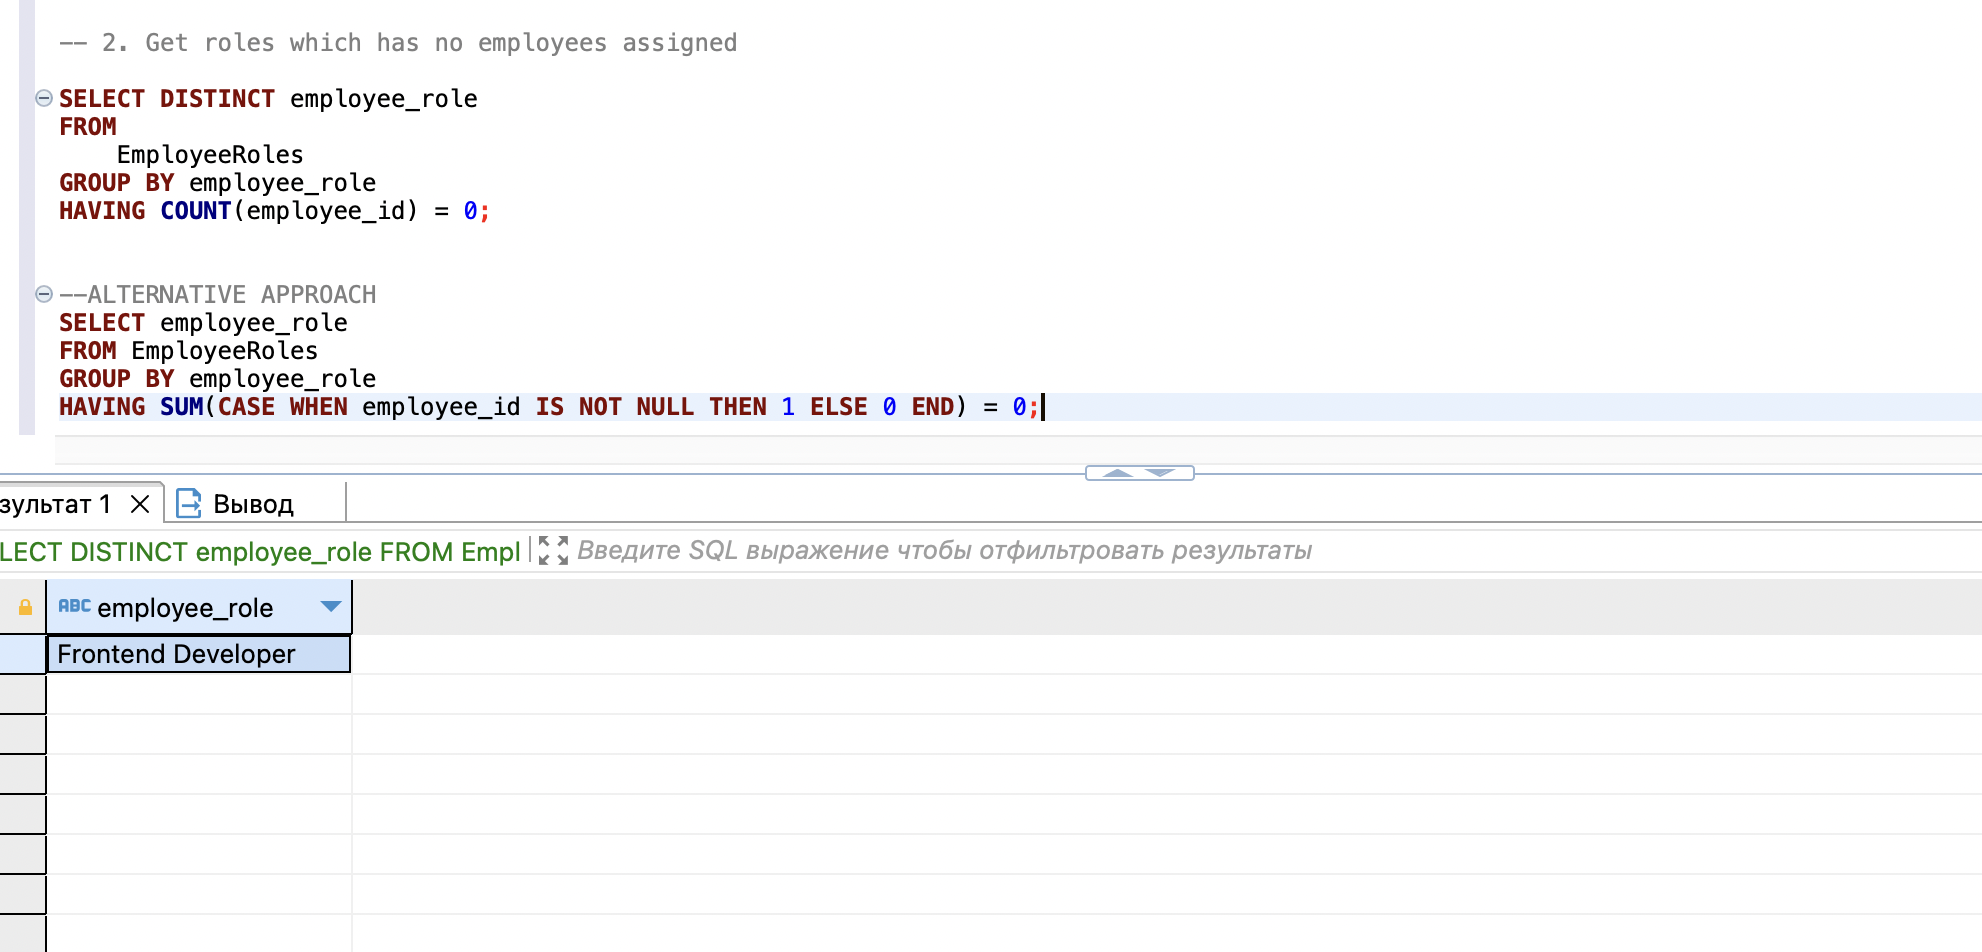 -- 2. Get roles which has no employees assigned
SELECT DISTINCT employee_role
FROM
EmployeeRoles
GROUP BY employee_role
HAVING COUNT(employee_id) = 0;
--ALTERNATIVE APPROACH
SELECT employee_role
FROM EmployeeRoles
GROUP BY employee_role
HAVING SUM(CASE WHEN employee_id IS NOT NULL THEN 1 ELSE 0 END) = 0;
зультат 1 Вывод
LECT DISTINCT employee_role FROM Empl Введите SQL выражение чтобы отфильтровать результаты
ABC employee_role
Frontend Developer